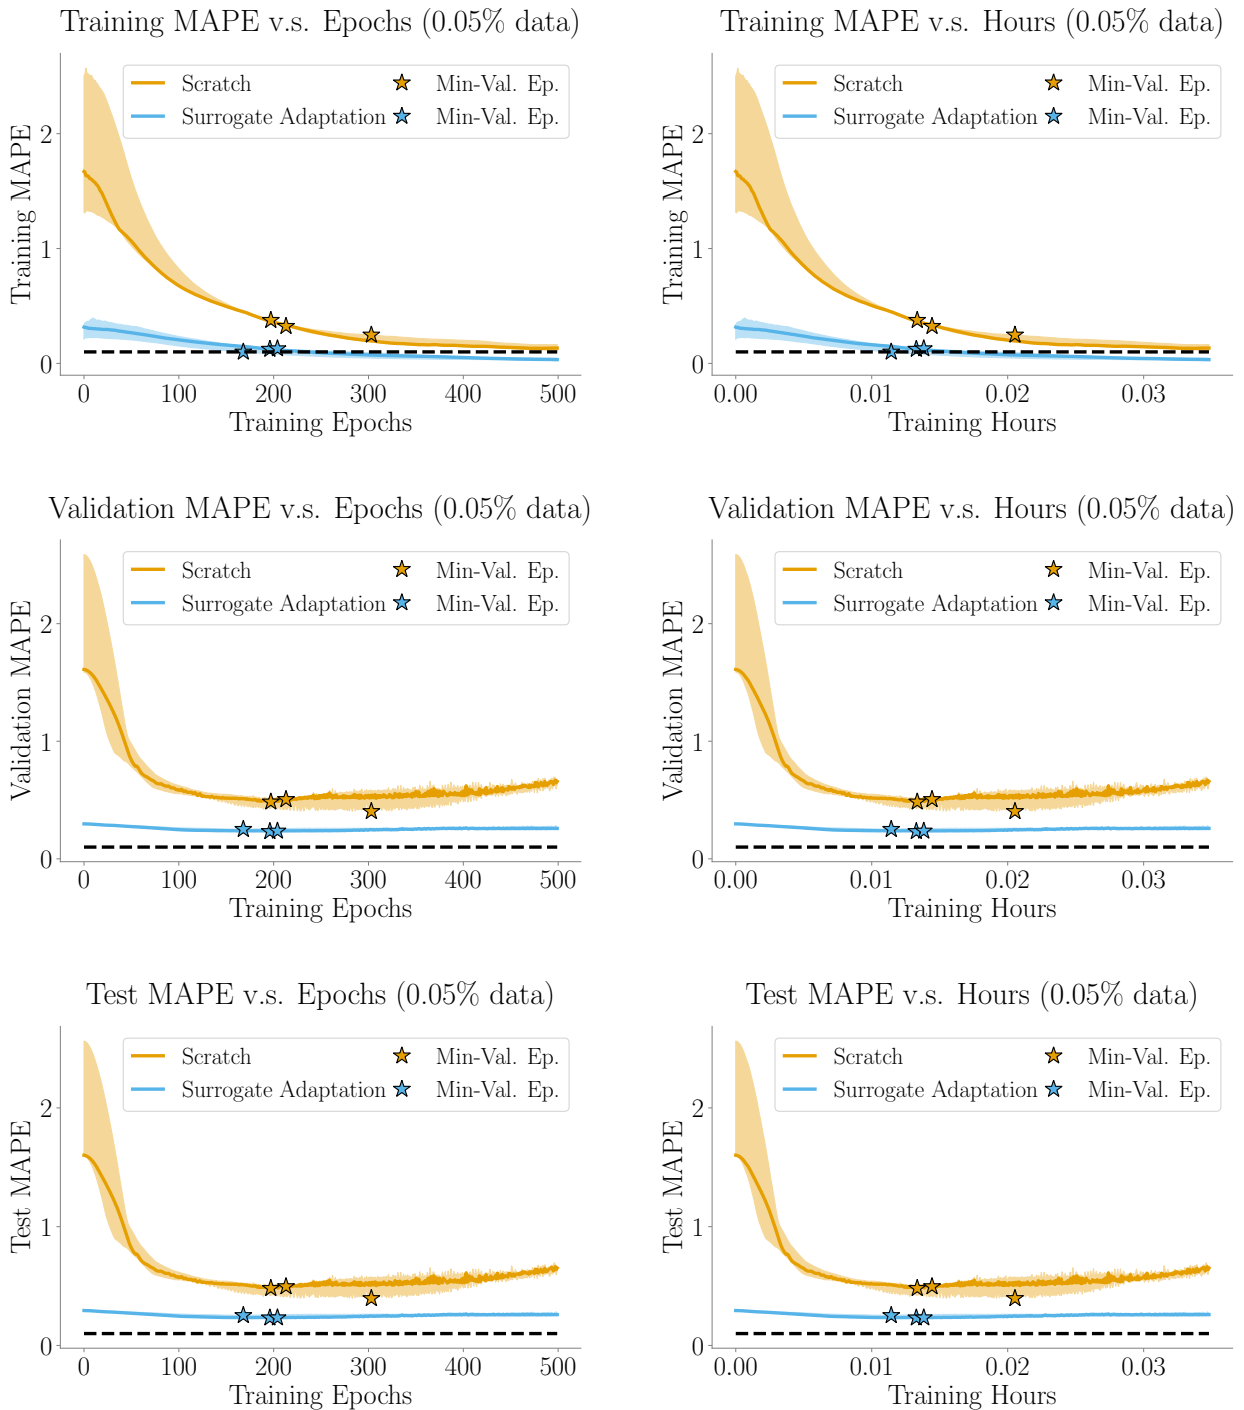 Training MAPE v.s. Epochs (0.05% data)
Scratch
Surrogate Adaptation
Min-Val. Ep.
Min-Val. Ep.
Training MAPE
2
1
0
0 100 200 300 400 500
Training Epochs
Training MAPE v.s. Hours (0.05% data)
Scratch
Surrogate Adaptation
Min-Val. Ep.
Min-Val. Ep.
Training MAPE
2
1
0
0.00 0.01 0.02 0.03
Training Hours
Validation MAPE v.s. Epochs (0.05% data)
Scratch
Surrogate Adaptation
Min-Val. Ep.
Min-Val. Ep.
Validation MAPE
2
1
0
0 100 200 300 400 500
Training Epochs
Validation MAPE v.s. Hours (0.05% data)
Scratch
Surrogate Adaptation
Min-Val. Ep.
Min-Val. Ep.
Validation MAPE
2
1
0
0.00 0.01 0.02 0.03
Training Hours
Test MAPE v.s. Epochs (0.05% data)
Scratch
Surrogate Adaptation
Min-Val. Ep.
Min-Val. Ep.
Test MAPE
2
1
0
0 100 200 300 400 500
Training Epochs
Test MAPE v.s. Hours (0.05% data)
Scratch
Surrogate Adaptation
Min-Val. Ep.
Min-Val. Ep.
Test MAPE
2
1
0
0.00 0.01 0.02 0.03
Training Hours